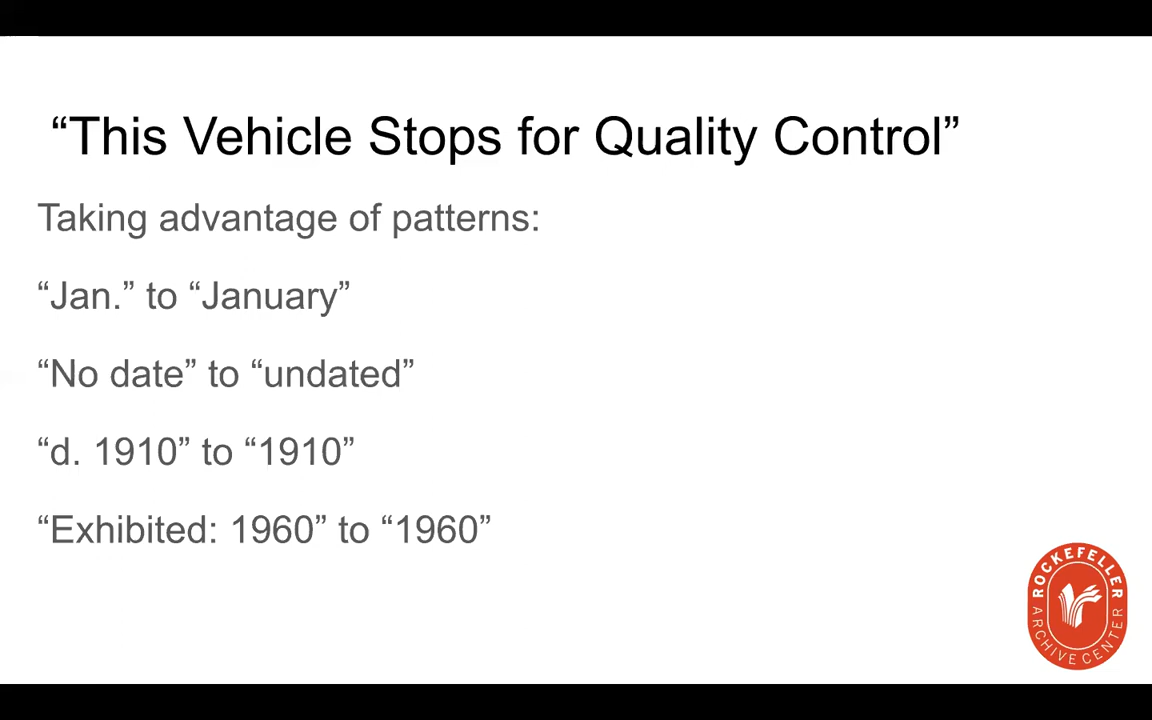 “This Vehicle Stops for Quality Control”
Taking advantage of patterns:
“Jan.” to “January”
“No date” to “undated”
“d. 1910” to “1910”
“Exhibited: 1960” to “1960”
ROCKEFELLER
ARCHIVE CENTER